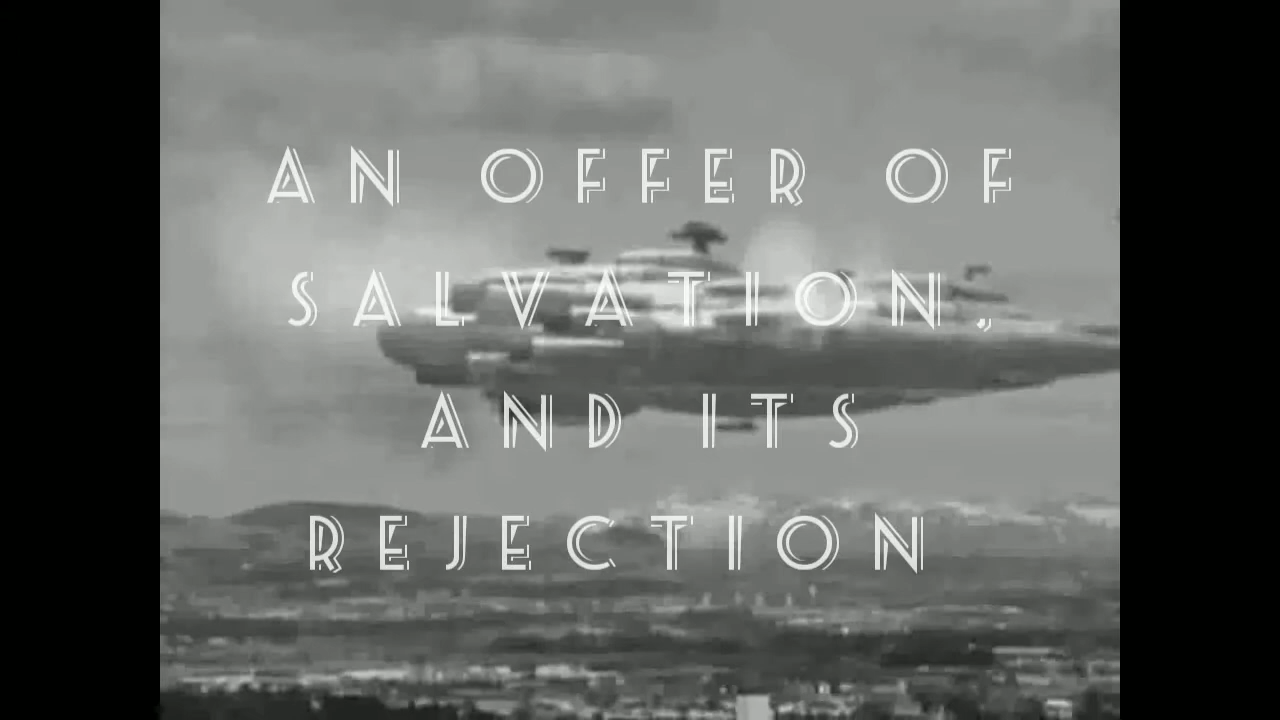 AN OFFER OF
SALVATION,
AND ITS
REJECTION